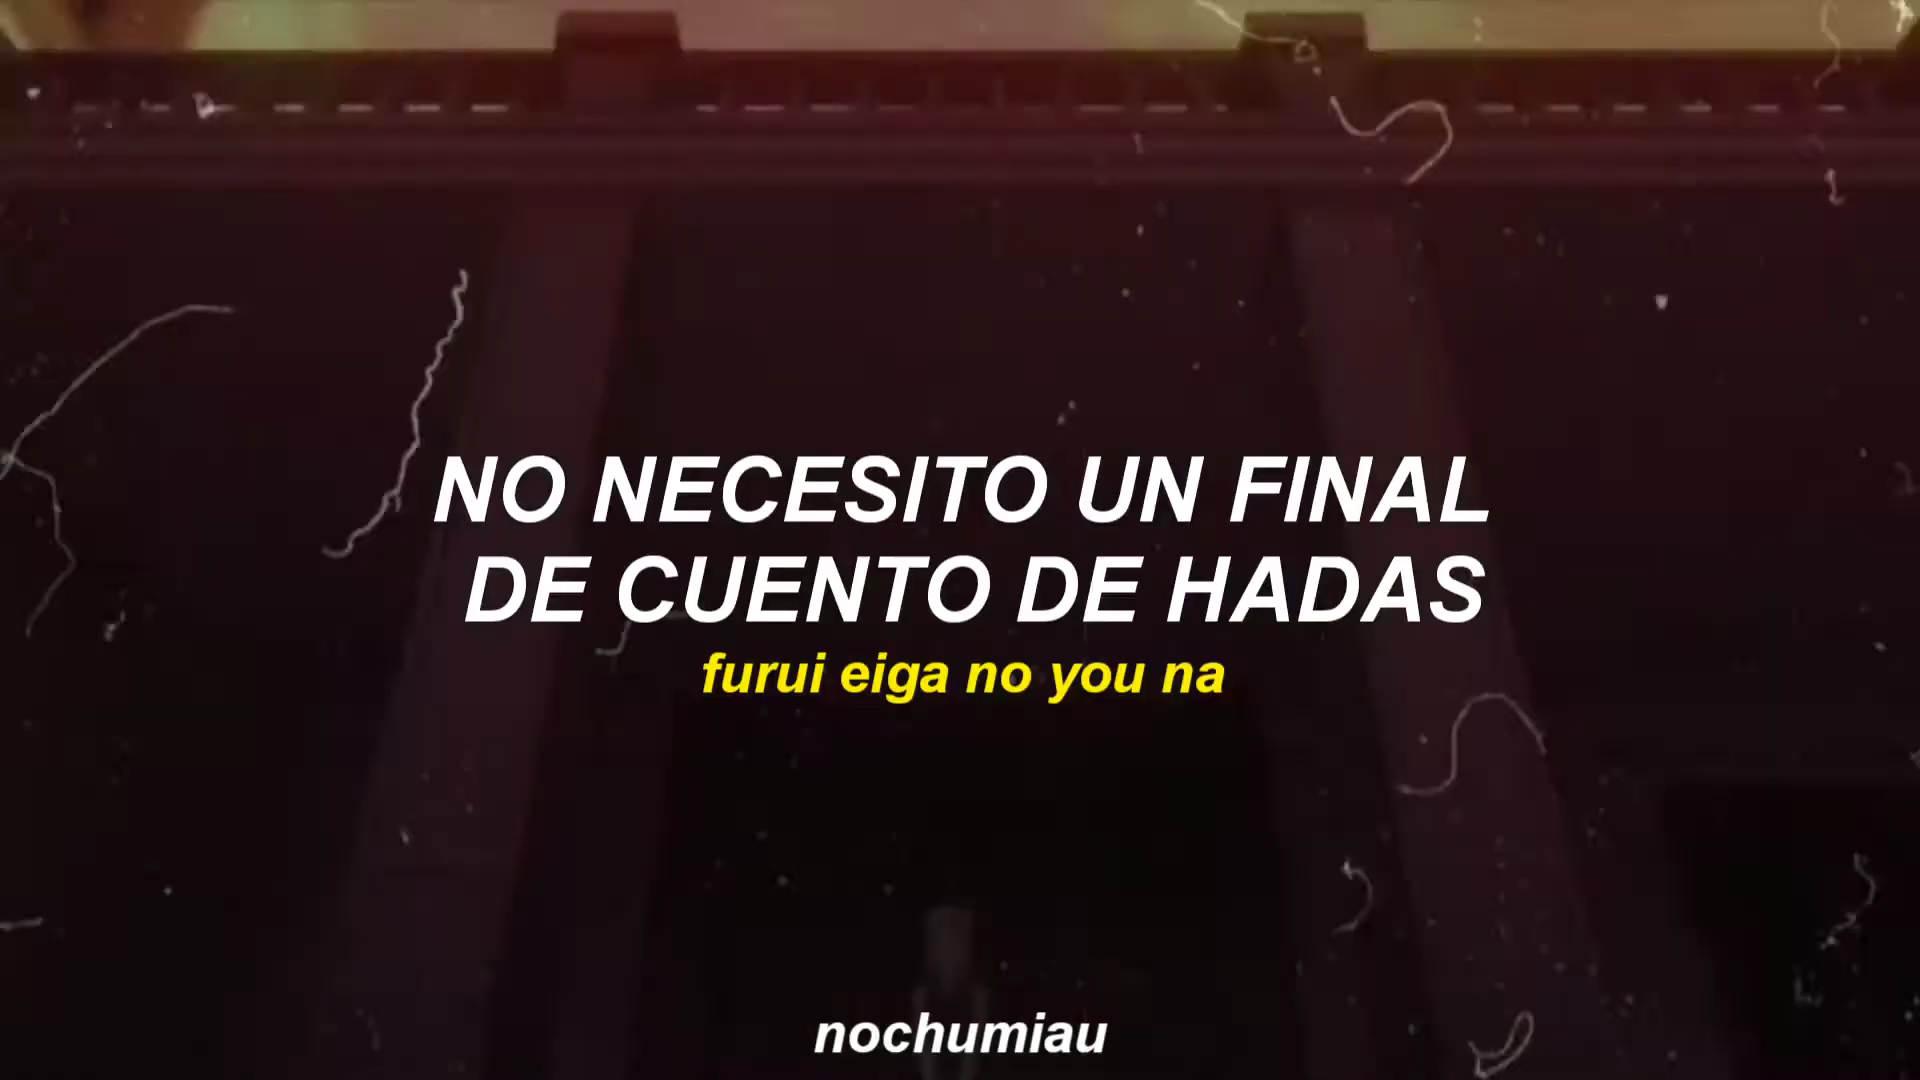 NO NECESITO UN FINAL
DE CUENTO DE HADAS
furui eiga no you na
nochumiau